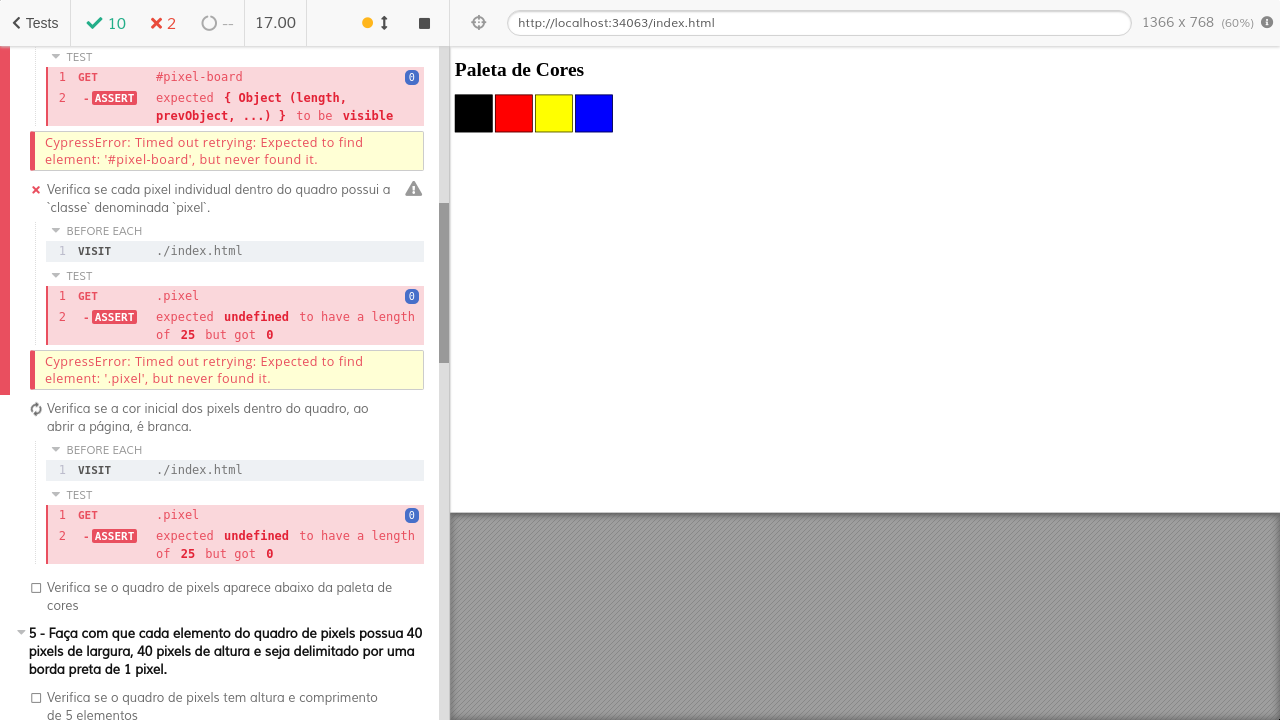 Tests 10 2 -- 17.00 http://localhost:34063/index.html 1366 x 768 (60%)
TEST
1 GET #pixel-board 0
2 - ASSERT expected { Object (length,
prevObject, ...) } to be visible
CypressError: Timed out retrying: Expected to find
element: '#pixel-board', but never found it.
Verifica se cada pixel individual dentro do quadro possui a
`classe` denominada `pixel`.
BEFORE EACH
1 VISIT ./index.html
TEST
1 GET .pixel 0
2 - ASSERT expected undefined to have a length
of 25 but got 0
CypressError: Timed out retrying: Expected to find
element: '.pixel', but never found it.
Verifica se a cor inicial dos pixels dentro do quadro, ao
abrir a página, é branca.
BEFORE EACH
1 VISIT ./index.html
TEST
1 GET .pixel 0
2 - ASSERT expected undefined to have a length
of 25 but got 0
Verifica se o quadro de pixels aparece abaixo da paleta de
cores
5 - Faça com que cada elemento do quadro de pixels possua 40
pixels de largura, 40 pixels de altura e seja delimitado por uma
borda preta de 1 pixel.
Verifica se o quadro de pixels tem altura e comprimento
de 5 elementos
Paleta de Cores